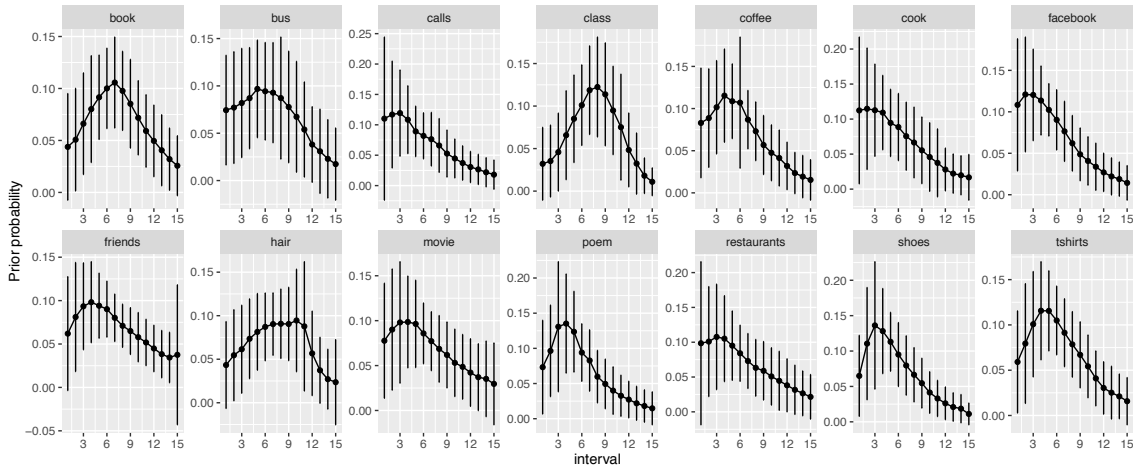 book bus calls class coffee cook facebook
0.15 0.15 0.25 0.20 0.20
0.10 0.10 0.20 0.15 0.15 0.15 0.15
0.05 0.05 0.15 0.10 0.10 0.10 0.10
0.00 0.00 0.10 0.05 0.05 0.05 0.05
0.05 0.00 0.00 0.00 0.00
0.00
3 6 9 12 15 3 6 9 12 15 3 6 9 12 15 3 6 9 12 15 3 6 9 12 15 3 6 9 12 15 3 6 9 12 15
Prior probability
friends hair movie poem restaurants shoes tshirts
0.15 0.15 0.15 0.20 0.20 0.20 0.15
0.10 0.10 0.10 0.15 0.15 0.15 0.10
0.05 0.05 0.05 0.10 0.10 0.10 0.05
0.00 0.00 0.00 0.05 0.05 0.05 0.00
−0.05 0.00 0.00 0.00
3 6 9 12 15 3 6 9 12 15 3 6 9 12 15 3 6 9 12 15 3 6 9 12 15 3 6 9 12 15 3 6 9 12 15
interval